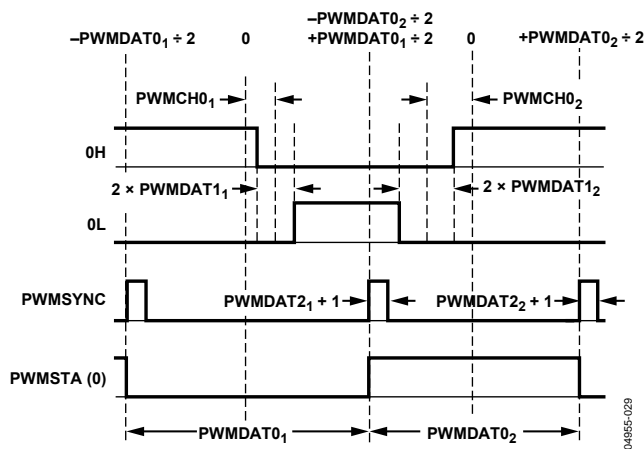 –PWMDAT0₂ ÷ 2
–PWMDAT0₁ ÷ 2 0 +PWMDAT0₁ ÷ 2 0 +PWMDAT0₂ ÷ 2
PWMCH0₁ PWMCH0₂
0H
2 × PWMDAT1₁ 2 × PWMDAT1₂
0L
PWMSYNC PWMDAT2₁ + 1 PWMDAT2₂ + 1
PWMSTA (0)
PWMDAT0₁ PWMDAT0₂
04955-029